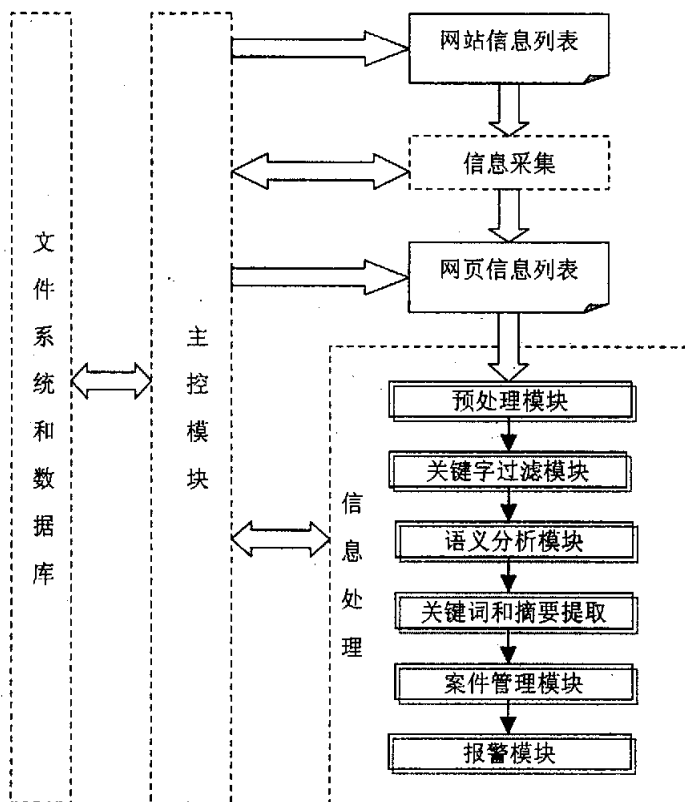 网站信息列表
信息采集
网页信息列表
文件系统和数据库
主控模块
信息处理
预处理模块
关键字过滤模块
语义分析模块
关键词和摘要提取
案件管理模块
报警模块